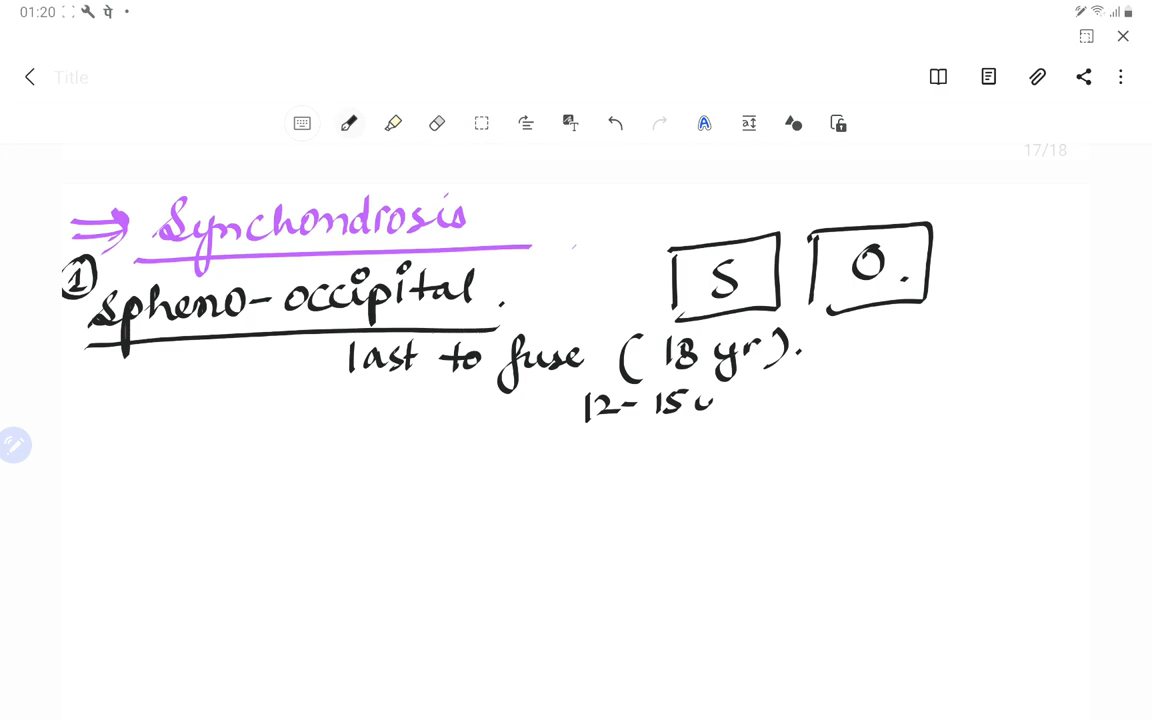 01:20
Title
17/18
⇒ Synchondrosis
① Spheno-occipital.
S O.
last to fuse (18 yr).
12- 15